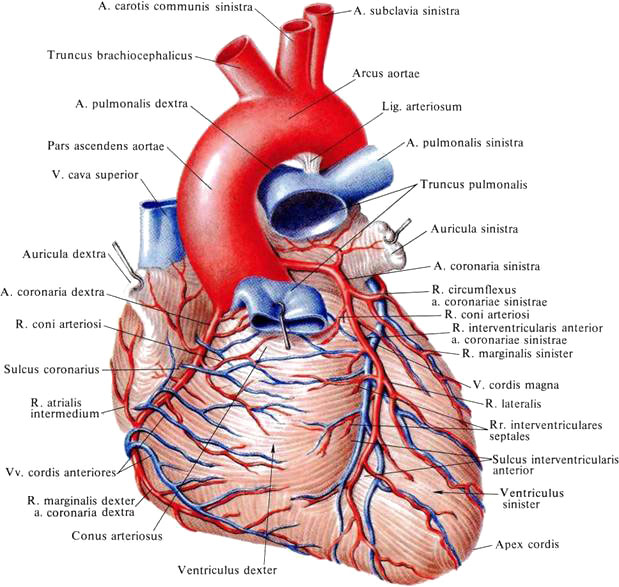 A. carotis communis sinistra
A. subclavia sinistra
Truncus brachiocephalicus
Arcus aortae
A. pulmonalis dextra
Lig. arteriosum
Pars ascendens aortae
A. pulmonalis sinistra
V. cava superior
Truncus pulmonalis
Auricula sinistra
Auricula dextra
A. coronaria sinistra
A. coronaria dextra
R. circumflexus
a. coronariae sinistrae
R. coni arteriosi
R. coni arteriosi
R. interventricularis anterior
a. coronariae sinistrae
R. marginalis sinister
Sulcus coronarius
V. cordis magna
R. atrialis
intermedium
R. lateralis
Rr. interventriculares
septales
Vv. cordis anteriores
Sulcus interventricularis
anterior
R. marginalis dexter
a. coronaria dextra
Ventriculus
sinister
Conus arteriosus
Apex cordis
Ventriculus dexter